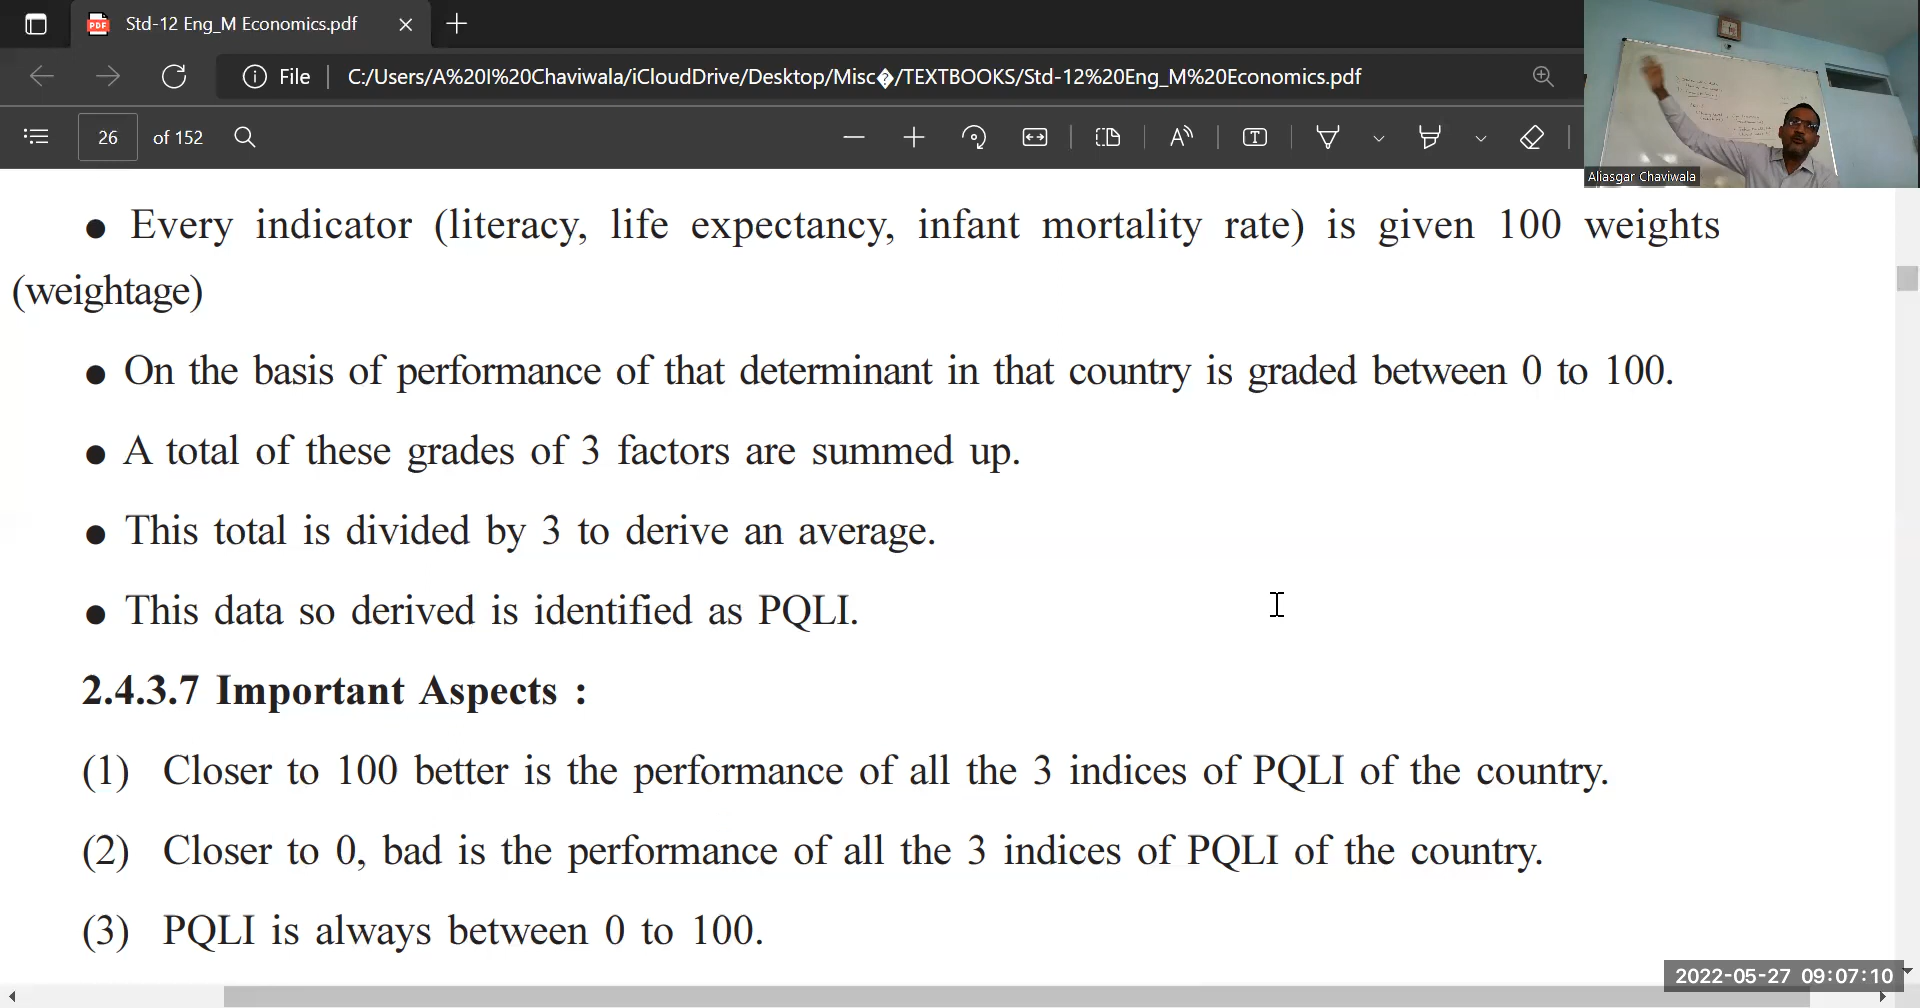 Std-12 Eng_M Economics.pdf
File
C:/Users/A%20I%20Chaviwala/iCloudDrive/Desktop/Misc�/TEXTBOOKS/Std-12%20Eng_M%20Economics.pdf
26 of 152
Aliasgar Chaviwala
● Every indicator (literacy, life expectancy, infant mortality rate) is given 100 weights
(weightage)
● On the basis of performance of that determinant in that country is graded between 0 to 100.
● A total of these grades of 3 factors are summed up.
● This total is divided by 3 to derive an average.
● This data so derived is identified as PQLI.
2.4.3.7 Important Aspects :
(1) Closer to 100 better is the performance of all the 3 indices of PQLI of the country.
(2) Closer to 0, bad is the performance of all the 3 indices of PQLI of the country.
(3) PQLI is always between 0 to 100.
2022-05-27 09:07:10